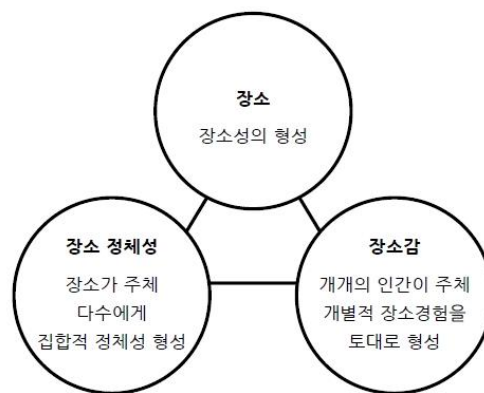 장소
장소성의 형성
장소 정체성
장소가 주체
다수에게
집합적 정체성 형성
장소감
개개의 인간이 주체
개별적 장소경험을
토대로 형성